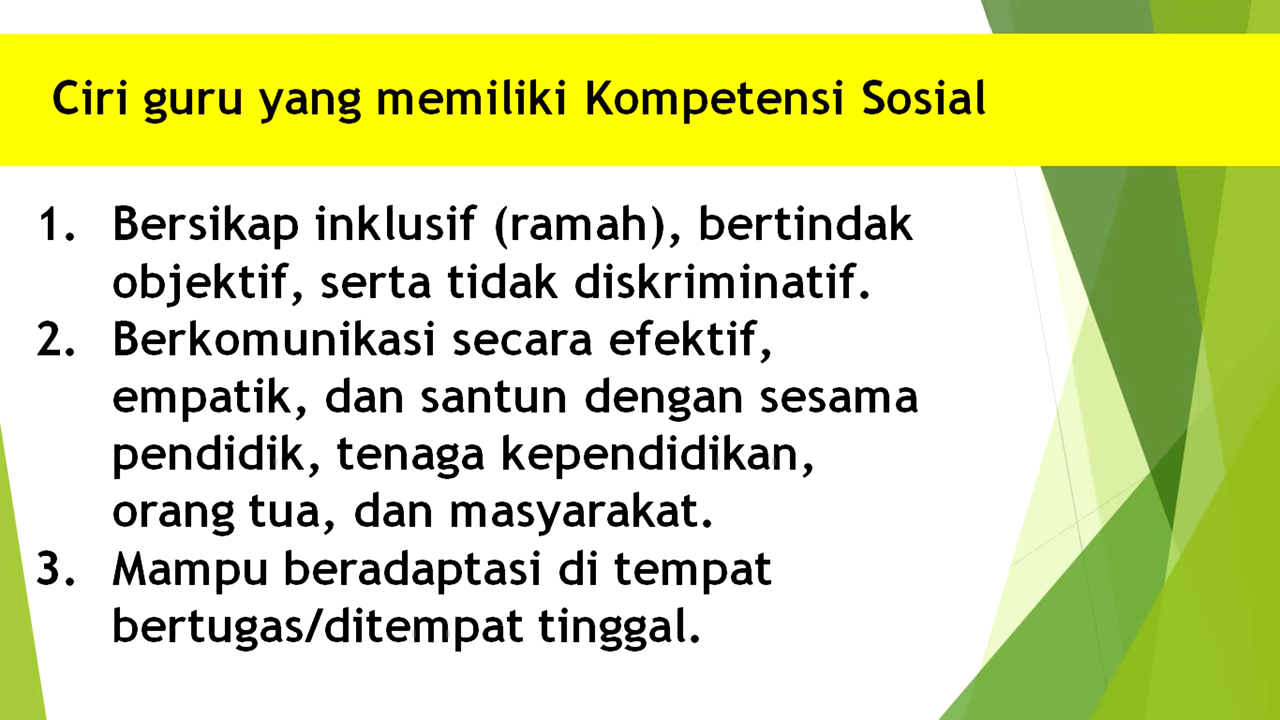 Ciri guru yang memiliki Kompetensi Sosial
1. Bersikap inklusif (ramah), bertindak
objektif, serta tidak diskriminatif.
2. Berkomunikasi secara efektif,
empatik, dan santun dengan sesama
pendidik, tenaga kependidikan,
orang tua, dan masyarakat.
3. Mampu beradaptasi di tempat
bertugas/ditempat tinggal.